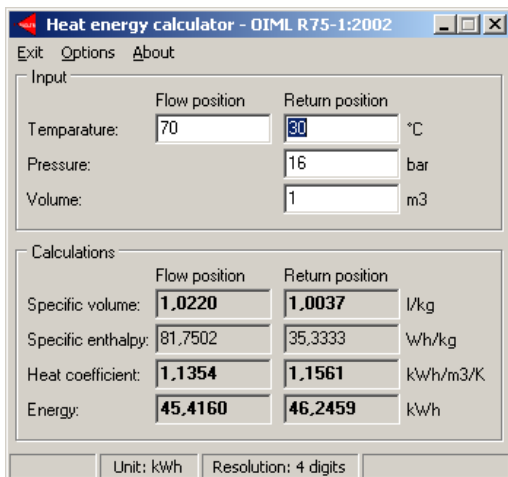 Heat energy calculator - OIML R75-1:2002
Exit Options About
Input
Flow position Return position
Temparature: 70 30 °C
Pressure: 16 bar
Volume: 1 m3
Calculations
Flow position Return position
Specific volume: 1,0220 1,0037 l/kg
Specific enthalpy: 81,7502 35,3333 Wh/kg
Heat coefficient: 1,1354 1,1561 kWh/m3/K
Energy: 45,4160 46,2459 kWh
Unit: kWh Resolution: 4 digits